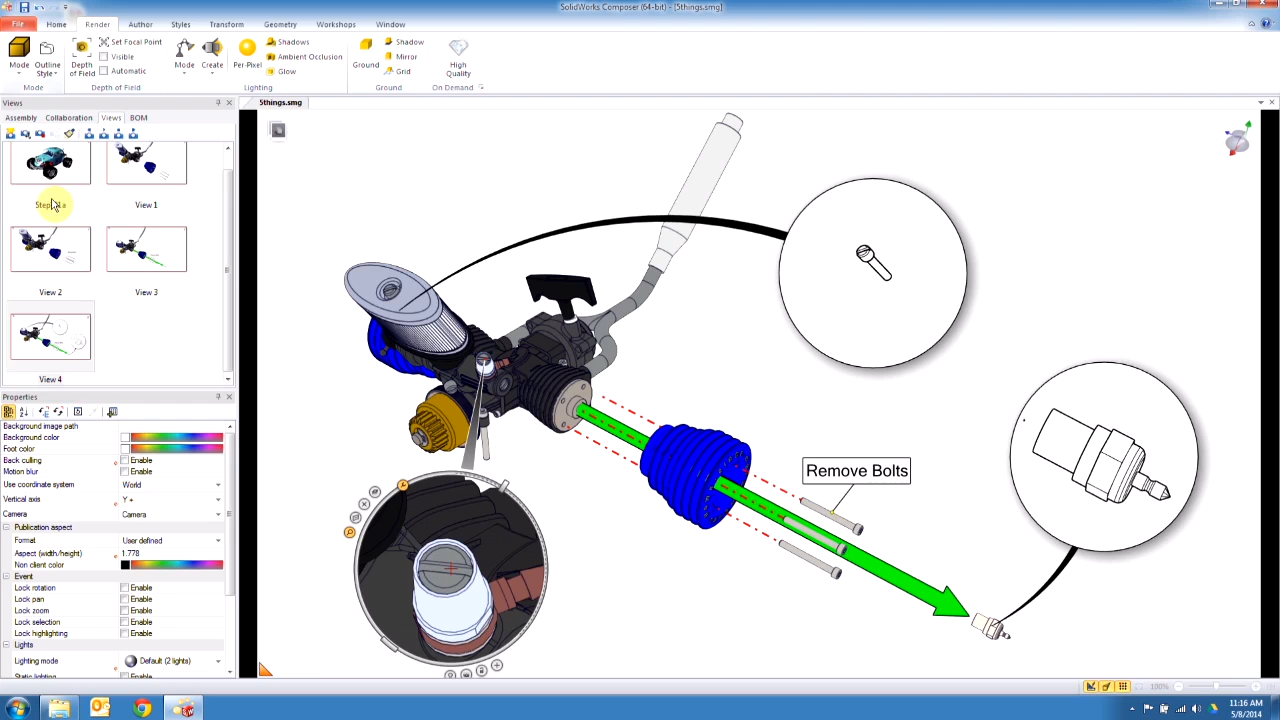 SolidWorks Composer (64-bit) - [5things.smg]
File Home Render Author Styles Transform Geometry Workshops Window
Mode Outline Style Depth of Field Set Focal Point Visible Automatic Mode Create Per-Pixel Shadows Ambient Occlusion Glow Ground Shadow Mirror Grid High Quality
Mode Depth of Field Lighting Ground On Demand
Views
5things.smg
Assembly Collaboration Views BOM
View 1
View 2 View 3
View 4
Properties
Background image path
Background color
Foot color
Back culling Enable
Motion blur Enable
Use coordinate system World
Vertical axis Y +
Camera Camera
Publication aspect
Format User defined
Aspect (width/height) 1.778
Non client color
Event
Lock rotation Enable
Lock pan Enable
Lock zoom Enable
Lock selection Enable
Lock highlighting Enable
Lights
Lighting mode Default (2 lights)
Enable
Remove Bolts
100%
11:16 AM
5/8/2014